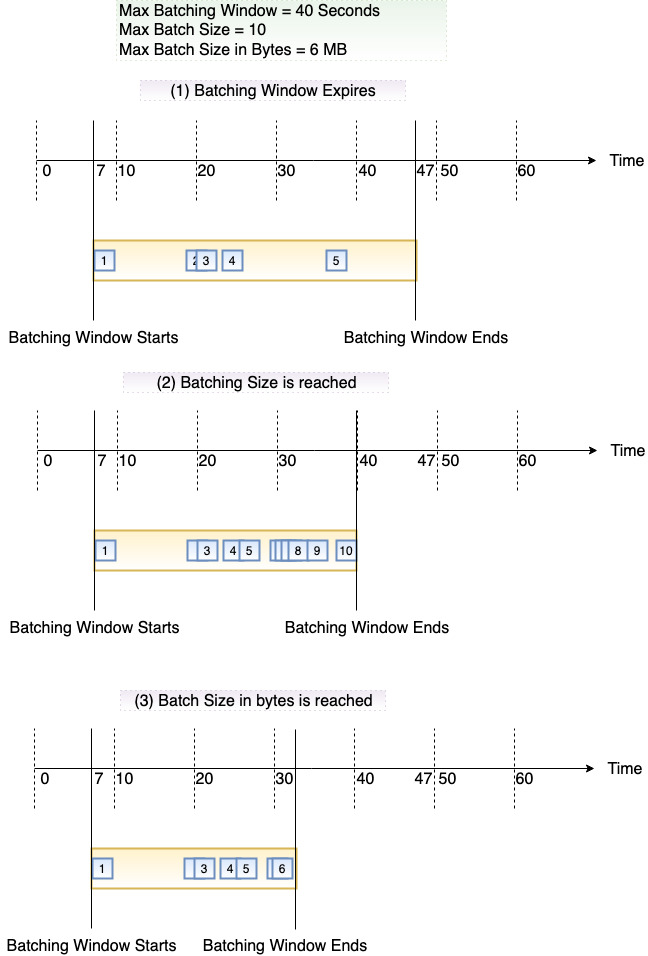 Max Batching Window = 40 Seconds
Max Batch Size = 10
Max Batch Size in Bytes = 6 MB
(1) Batching Window Expires
0 7 10 20 30 40 47 50 60 Time
1 2 3 4 5
Batching Window Starts Batching Window Ends
(2) Batching Size is reached
0 7 10 20 30 40 47 50 60 Time
1 3 4 5 8 9 10
Batching Window Starts Batching Window Ends
(3) Batch Size in bytes is reached
0 7 10 20 30 40 47 50 60 Time
1 3 4 5 6
Batching Window Starts Batching Window Ends